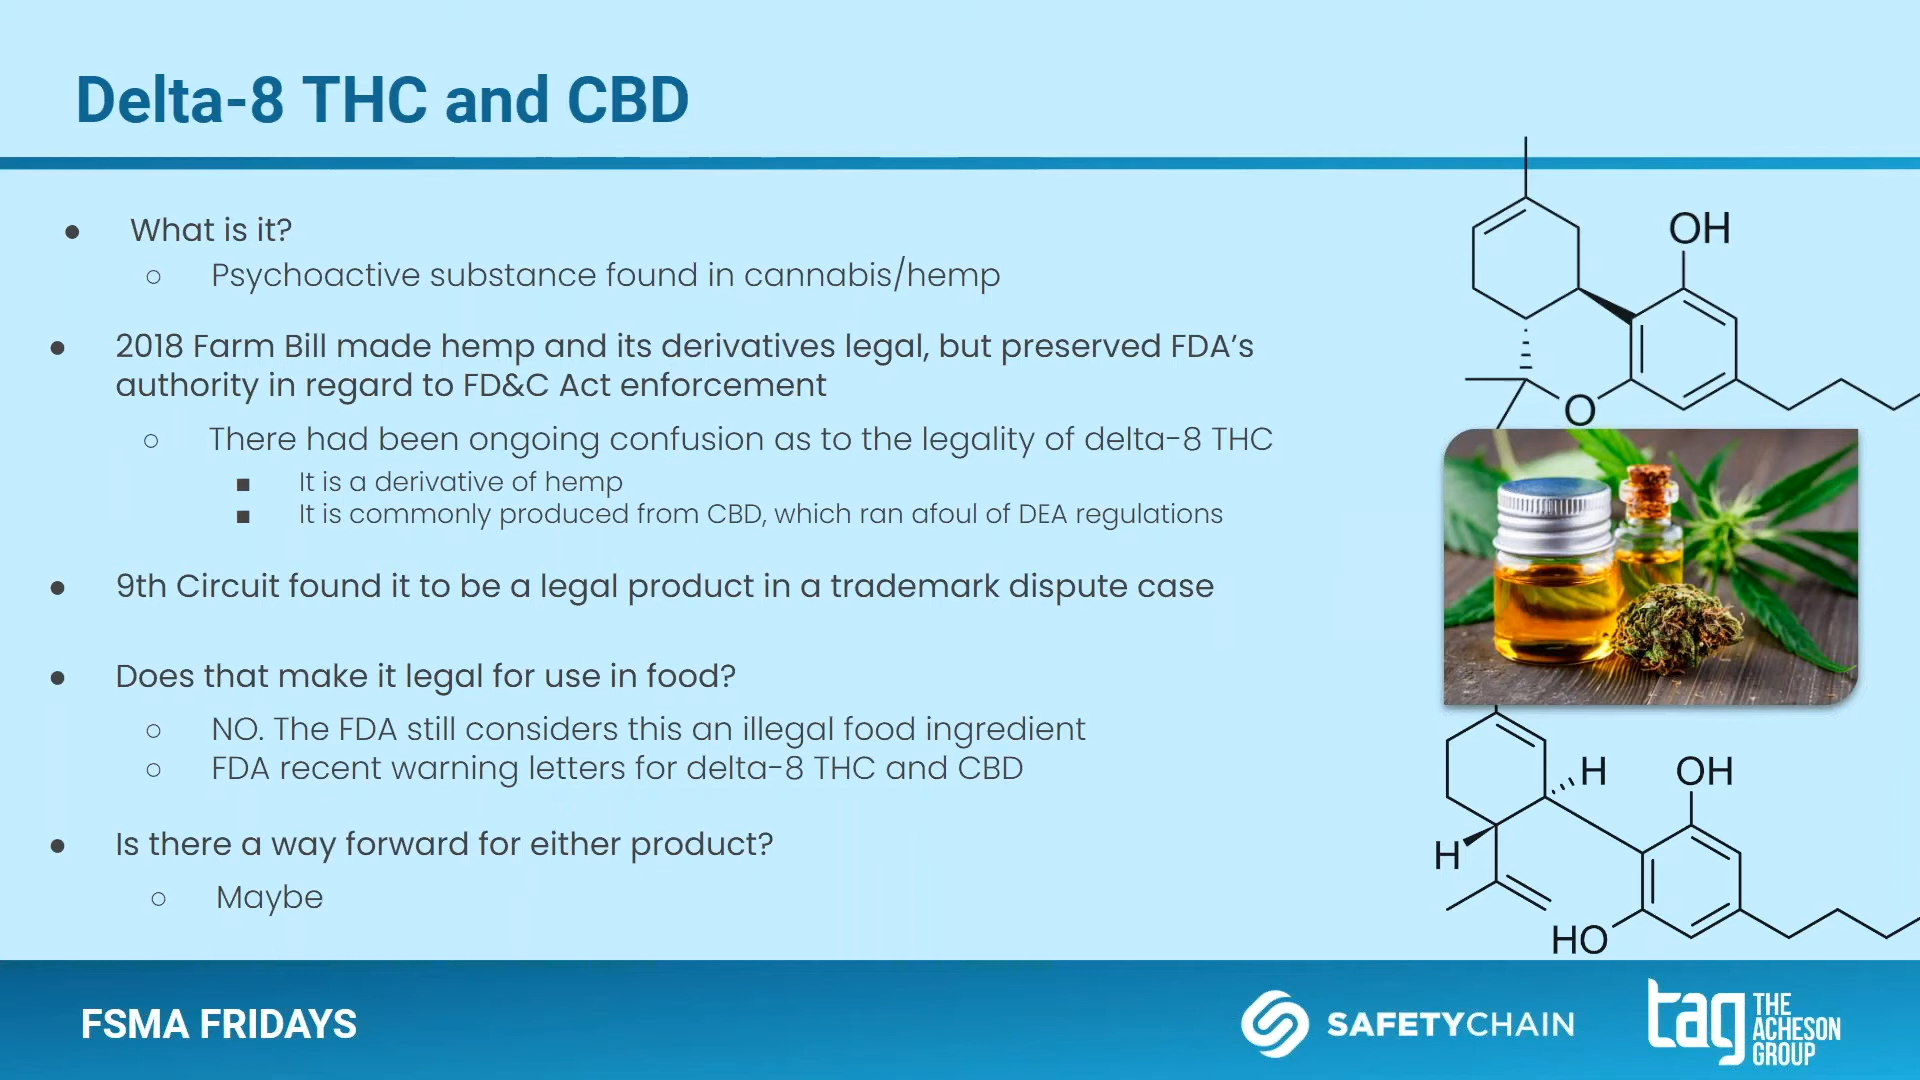 Delta-8 THC and CBD
● What is it?
○ Psychoactive substance found in cannabis/hemp
● 2018 Farm Bill made hemp and its derivatives legal, but preserved FDA's
authority in regard to FD&C Act enforcement
○ There had been ongoing confusion as to the legality of delta-8 THC
■ It is a derivative of hemp
■ It is commonly produced from CBD, which ran afoul of DEA regulations
● 9th Circuit found it to be a legal product in a trademark dispute case
● Does that make it legal for use in food?
○ NO. The FDA still considers this an illegal food ingredient
○ FDA recent warning letters for delta-8 THC and CBD
● Is there a way forward for either product?
○ Maybe
OH
O
H
OH
H
HO
FSMA FRIDAYS
SAFETYCHAIN
tag THE
ACHESON
GROUP